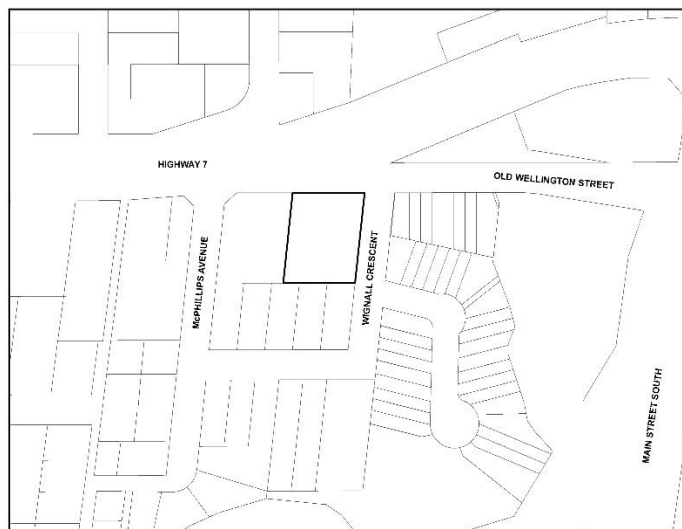 HIGHWAY 7
OLD WELLINGTON STREET
McPHILLIPS AVENUE
WIGNALL CRESCENT
MAIN STREET SOUTH